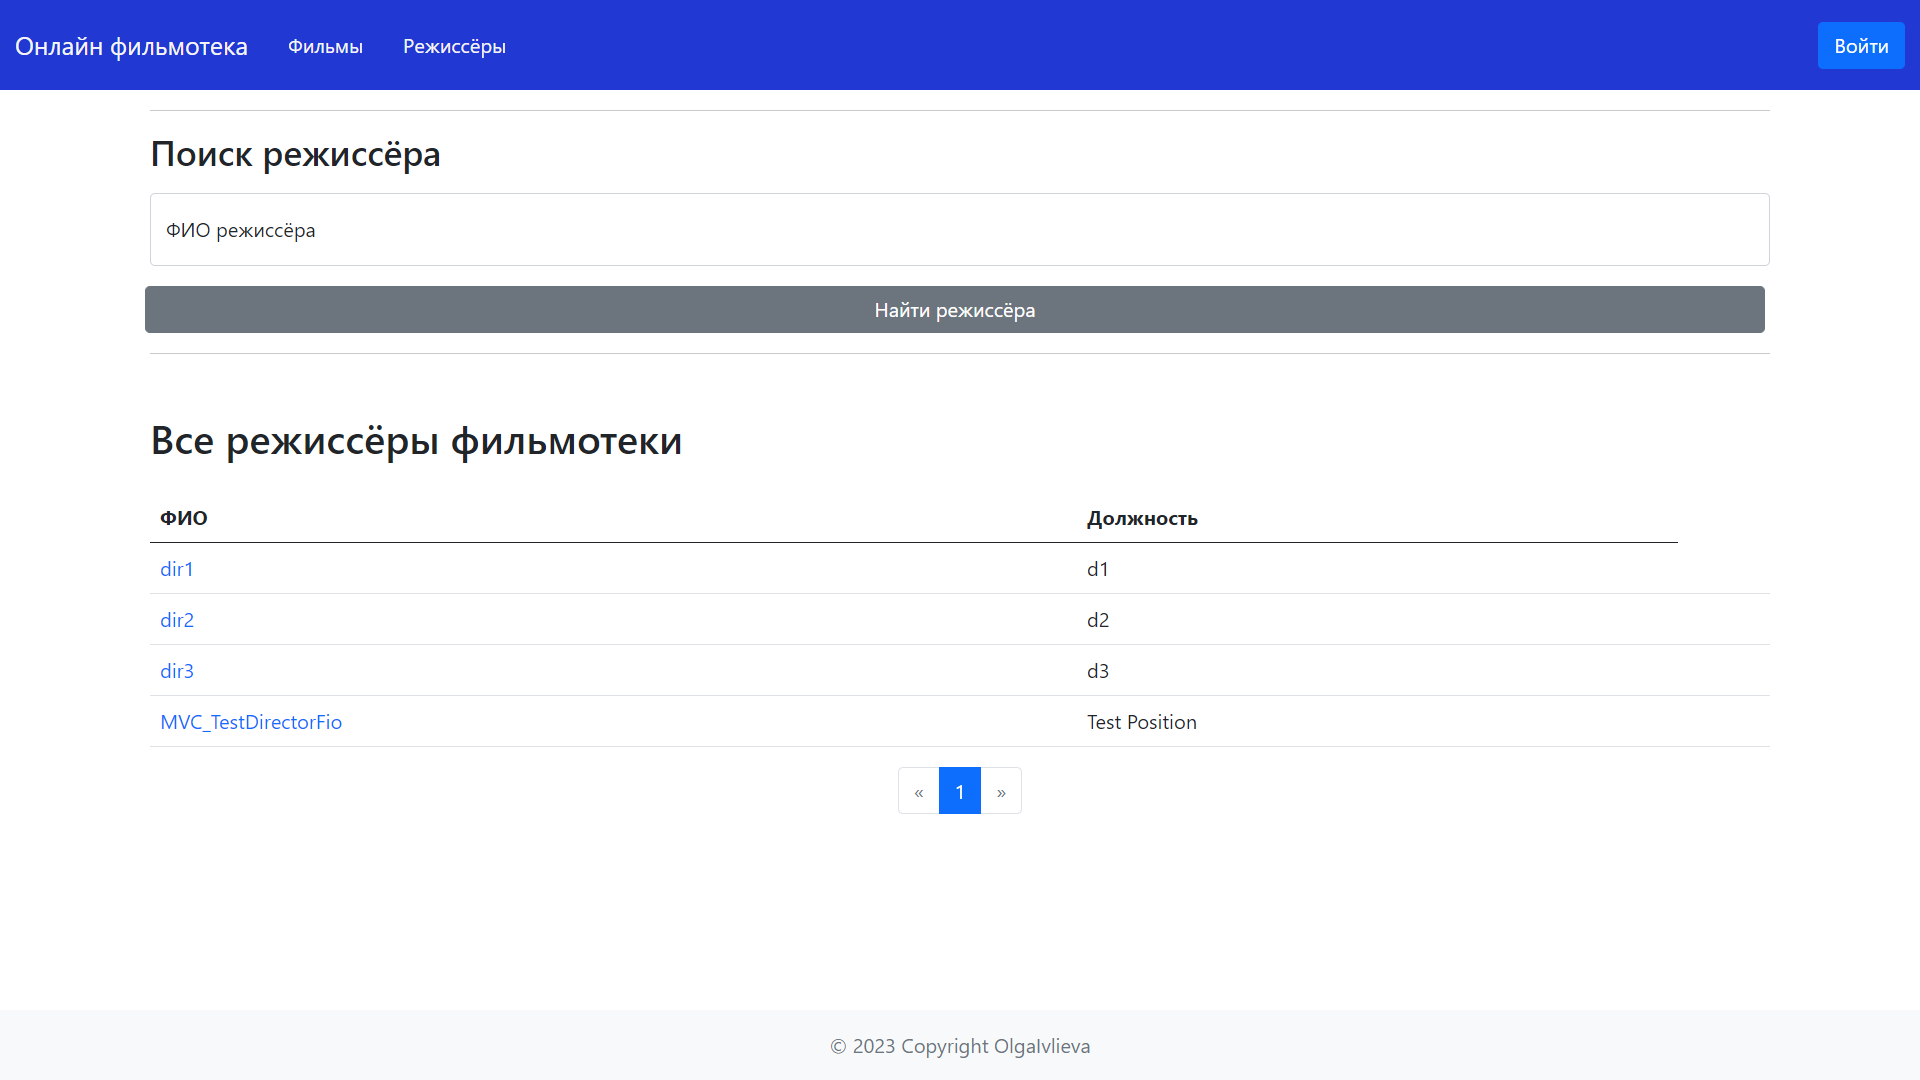 Онлайн фильмотека
Фильмы
Режиссёры
Войти
Поиск режиссёра
ФИО режиссёра
Найти режиссёра
Все режиссёры фильмотеки
ФИО Должность
dir1 d1
dir2 d2
dir3 d3
MVC_TestDirectorFio Test Position
« 1 »
© 2023 Copyright OlgaIvlieva